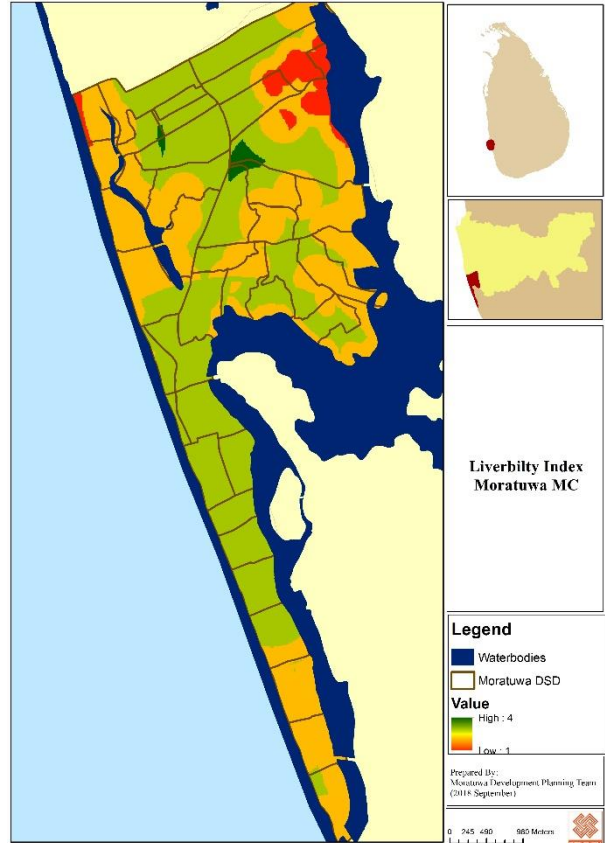 Liverbilty Index
Moratuwa MC
Legend
Waterbodies
Moratuwa DSD
Value
High : 4
Low : 1
Prepared By:
Moratuwa Development Planning Team
(2018 September)
0 245 490 980 Meters